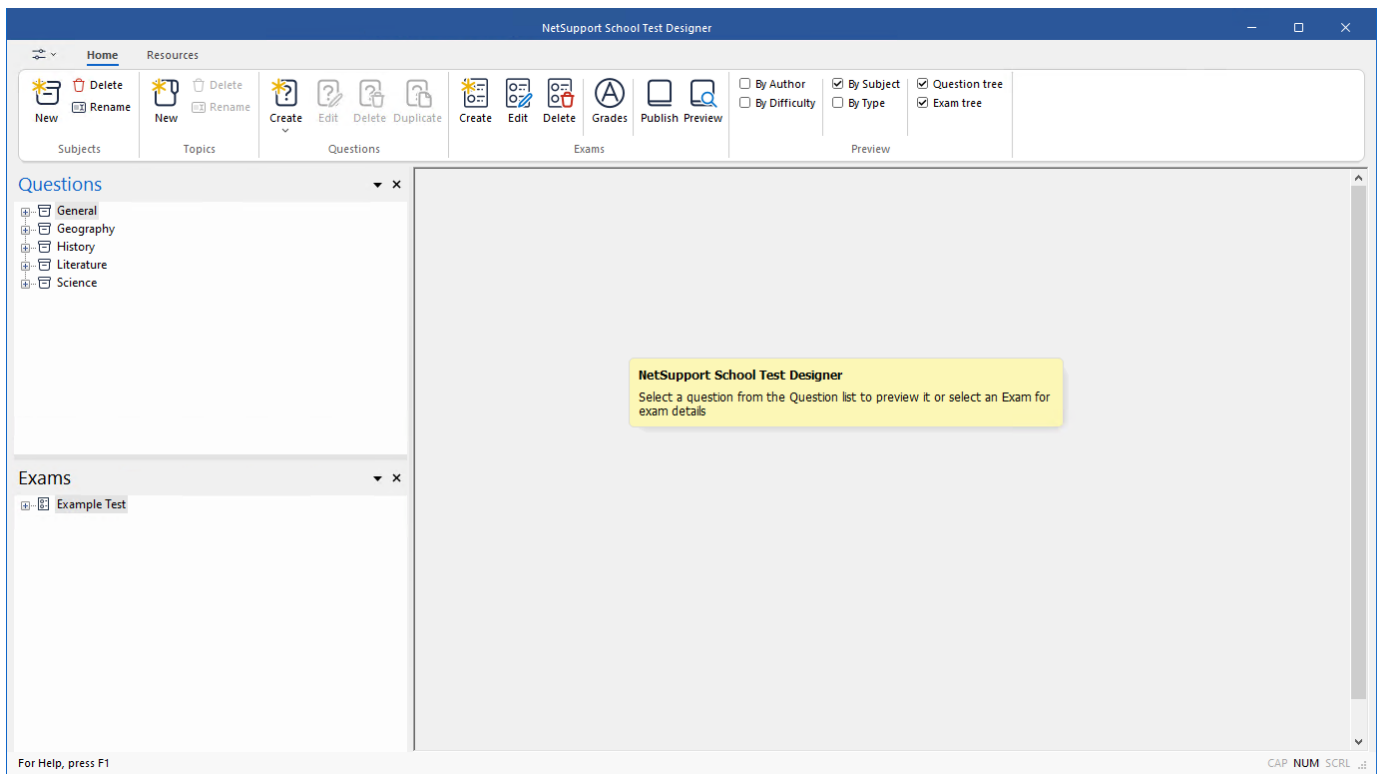 NetSupport School Test Designer
Home Resources
New Delete Rename New Delete Rename Create Edit Delete Duplicate Create Edit Delete Grades Publish Preview By Author By Difficulty By Subject By Type Question tree Exam tree
Subjects Topics Questions Exams Preview
Questions
General
Geography
History
Literature
Science
NetSupport School Test Designer
Select a question from the Question list to preview it or select an Exam for
exam details
Exams
Example Test
For Help, press F1 CAP NUM SCRL